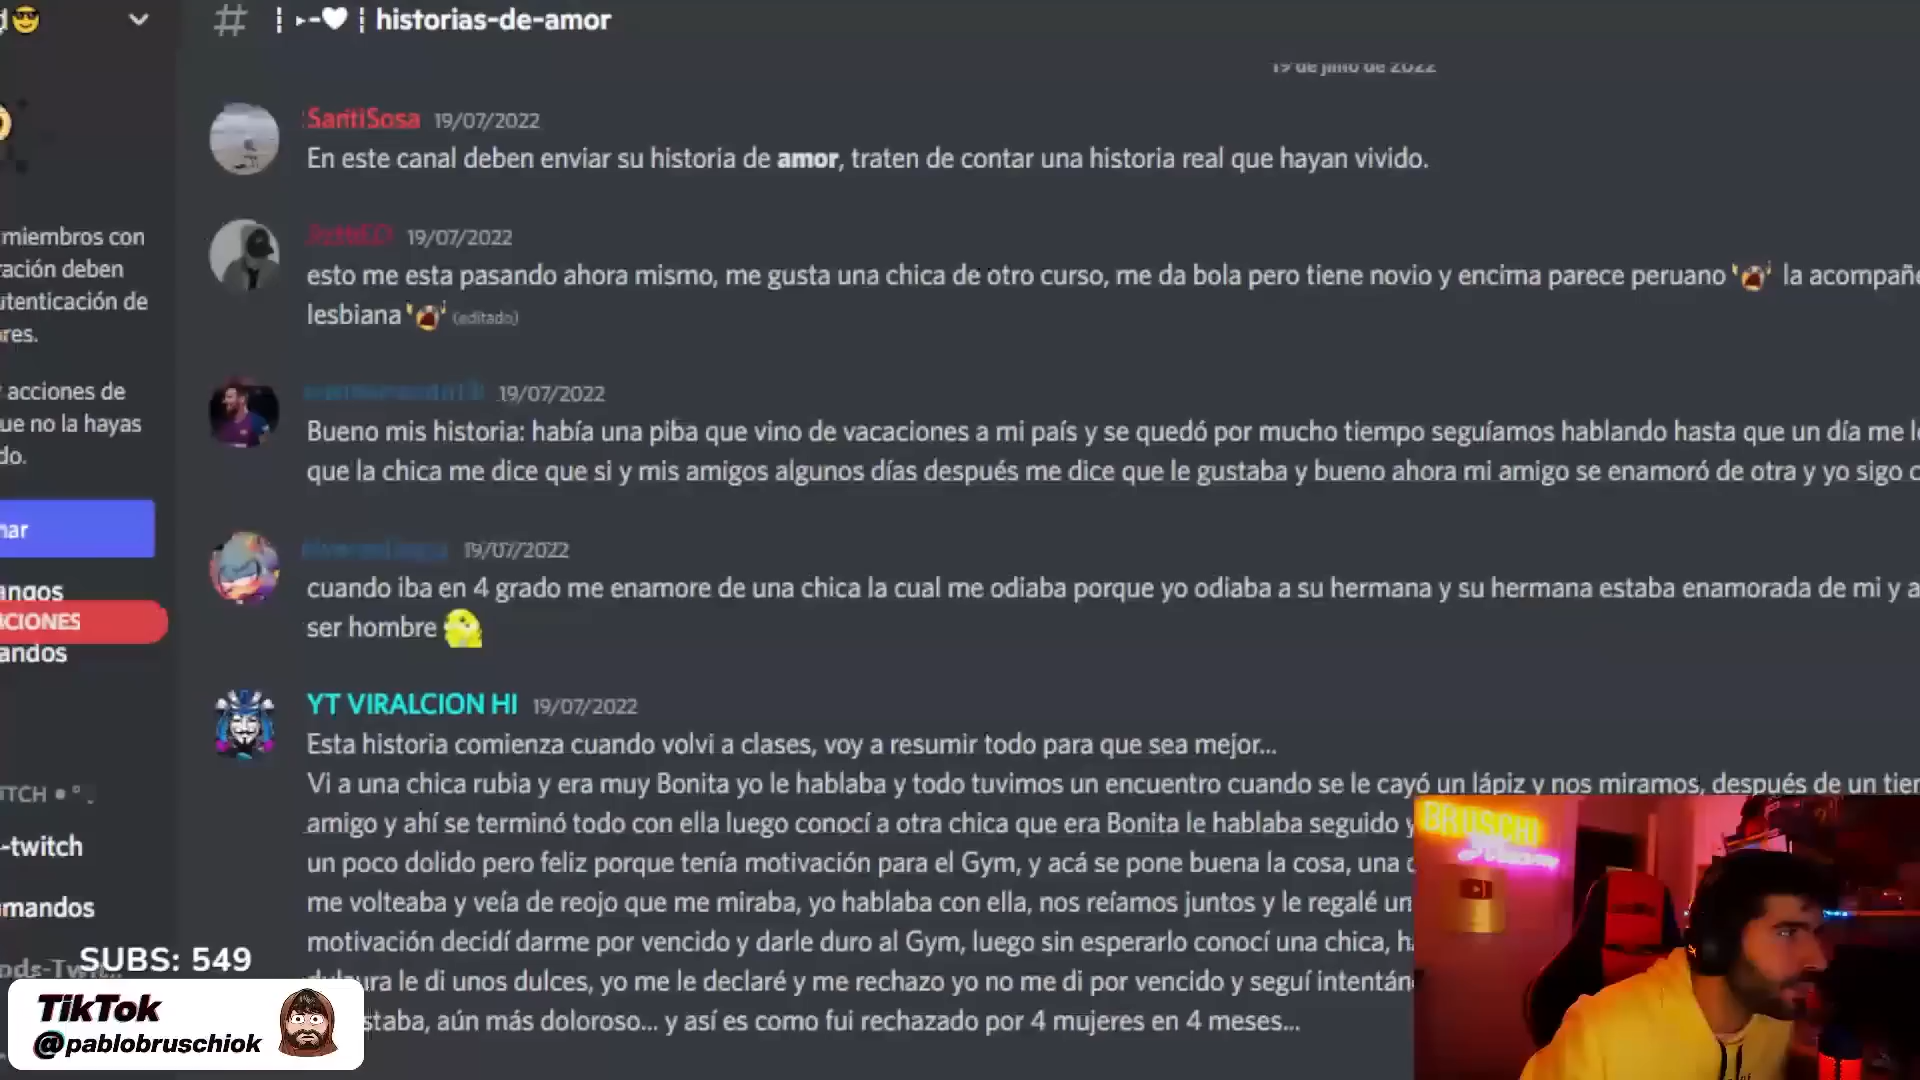 historias-de-amor
19 de julio de 2022
SantiSosa 19/07/2022
En este canal deben enviar su historia de amor, traten de contar una historia real que hayan vivido.
19/07/2022
esto me esta pasando ahora mismo, me gusta una chica de otro curso, me da bola pero tiene novio y encima parece peruano la acompañé
lesbiana (editado)
19/07/2022
Bueno mis historia: había una piba que vino de vacaciones a mi país y se quedó por mucho tiempo seguíamos hablando hasta que un día me
que la chica me dice que si y mis amigos algunos días después me dice que le gustaba y bueno ahora mi amigo se enamoró de otra y yo sigo
19/07/2022
cuando iba en 4 grado me enamore de una chica la cual me odiaba porque yo odiaba a su hermana y su hermana estaba enamorada de mi y
ser hombre
YT VIRALCION HI 19/07/2022
Esta historia comienza cuando volvi a clases, voy a resumir todo para que sea mejor...
Vi a una chica rubia y era muy Bonita yo le hablaba y todo tuvimos un encuentro cuando se le cayó un lápiz y nos miramos, después de un
amigo y ahí se terminó todo con ella luego conocí a otra chica que era Bonita le hablaba seguido y
un poco dolido pero feliz porque tenía motivación para el Gym, y acá se pone buena la cosa, una
me volteaba y veía de reojo que me miraba, yo hablaba con ella, nos reíamos juntos y le regalé
motivación decidí darme por vencido y darle duro al Gym, luego sin esperarlo conocí una chica,
le di unos dulces, yo me le declaré y me rechazo yo no me di por vencido y seguí
staba, aún más doloroso... y así es como fui rechazado por 4 mujeres en 4 meses...
miembros con
ración deben
utenticación de
res.
acciones de
ue no la hayas
do.
nar
andos
CIONES
andos
TCH
-twitch
mandos
SUBS: 549
TikTok
@pablobruschiok
BRUSCHI